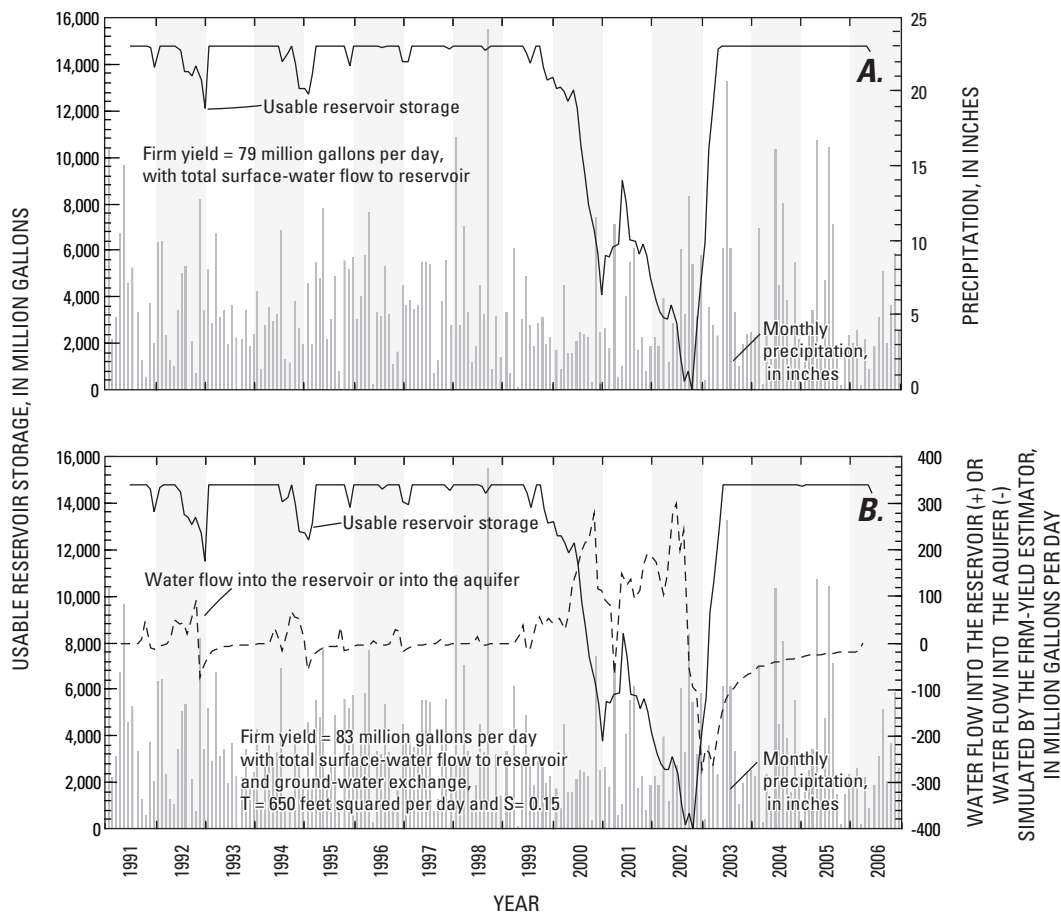 USABLE RESERVOIR STORAGE, IN MILLION GALLONS
16,000
14,000
12,000
10,000
8,000
6,000
4,000
2,000
0
25
20
15
10
5
0
PRECIPITATION, IN INCHES
A.
Usable reservoir storage
Firm yield = 79 million gallons per day,
with total surface-water flow to reservoir
Monthly
precipitation,
in inches
16,000
14,000
12,000
10,000
8,000
6,000
4,000
2,000
0
400
300
200
100
0
-100
-200
-300
-400
WATER FLOW INTO THE RESERVOIR (+) OR
WATER FLOW INTO THE AQUIFER (-)
SIMULATED BY THE FIRM-YIELD ESTIMATOR,
IN MILLION GALLONS PER DAY
B.
Usable reservoir storage
Water flow into the reservoir or into the aquifer
Firm yield = 83 million gallons per day
with total surface-water flow to reservoir
and ground-water exchange,
T = 650 feet squared per day and S= 0.15
Monthly
precipitation,
in inches
1991
1992
1993
1994
1995
1996
1997
1998
1999
2000
2001
2002
2003
2004
2005
2006
YEAR